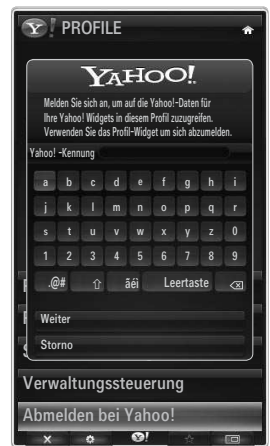 Y! PROFILE
YAHOO!
Melden Sie sich an, um auf die Yahoo!-Daten für
Ihre Yahoo! Widgets in diesem Profil zuzugreifen.
Verwenden Sie das Profil-Widget um sich abzumelden.
Yahoo! -Kennung
a b c d e f g h i
j k l m n o p q r
s t u v w x y z 0
1 2 3 4 5 6 7 8 9
.@# ⇧ āéi Leertaste ⌫
Weiter
Storno
Verwaltungssteuerung
Abmelden bei Yahoo!
Y!